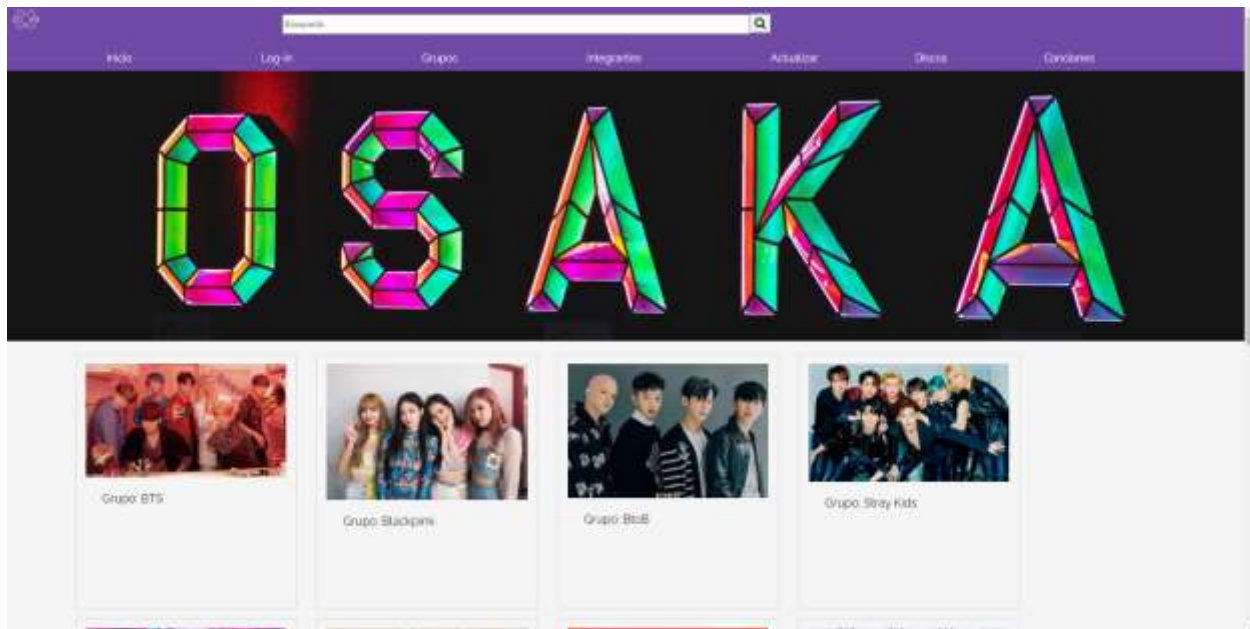 Búsqueda
Inicio Log-in Grupos Integrantes Actualizar Discos Canciones
OSAKA
Grupo: BTS
Grupo: Blackpink
Grupo: BtoB
Grupo: Stray Kids